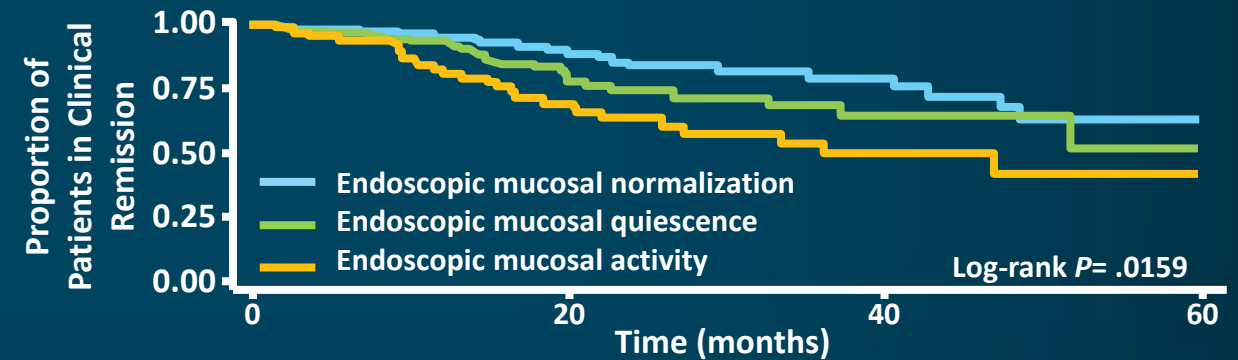 Proportion of
Patients in Clinical
Remission
1.00
0.75
0.50
0.25
0.00
Endoscopic mucosal normalization
Endoscopic mucosal quiescence
Endoscopic mucosal activity
Log-rank P= .0159
0 20 40 60
Time (months)